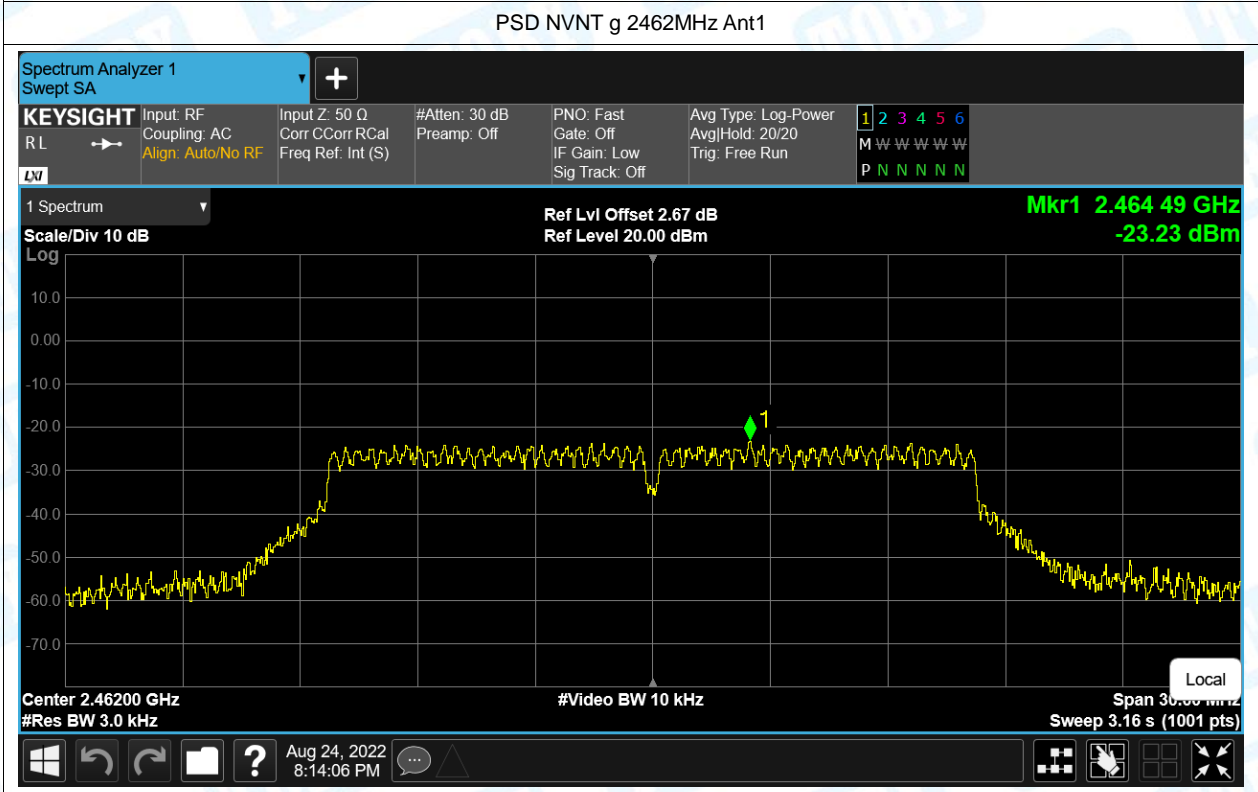 PSD NVNT g 2462MHz Ant1
Spectrum Analyzer 1
Swept SA
+
KEYSIGHT
RL
LXI
Input: RF
Coupling: AC
Align: Auto/No RF
Input Z: 50 Ω
Corr CCorr RCal
Freq Ref: Int (S)
#Atten: 30 dB
Preamp: Off
PNO: Fast
Gate: Off
IF Gain: Low
Sig Track: Off
Avg Type: Log-Power
Avg|Hold: 20/20
Trig: Free Run
1 2 3 4 5 6
M W W W W W
P N N N N N
1 Spectrum
Scale/Div 10 dB
Ref Lvl Offset 2.67 dB
Ref Level 20.00 dBm
Mkr1 2.464 49 GHz
-23.23 dBm
Log
10.0
0.00
-10.0
-20.0
-30.0
-40.0
-50.0
-60.0
-70.0
1
Center 2.46200 GHz
#Res BW 3.0 kHz
#Video BW 10 kHz
Local
Span 30.00 MHz
Sweep 3.16 s (1001 pts)
?
Aug 24, 2022
8:14:06 PM